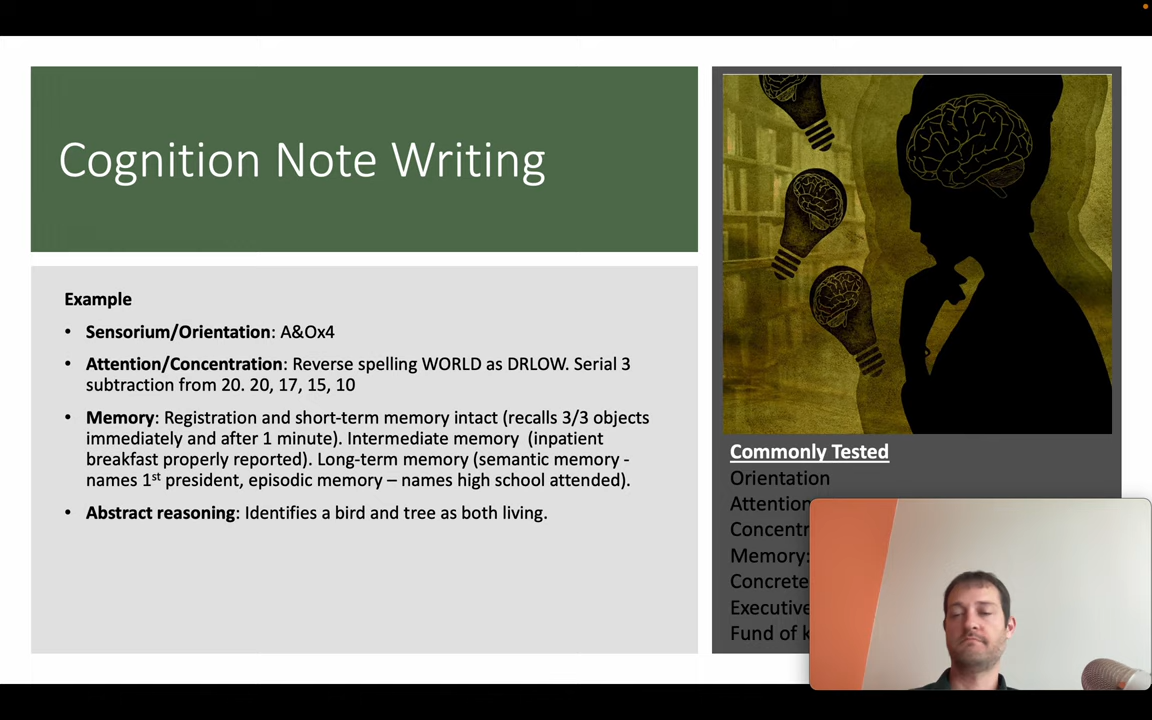 Cognition Note Writing
Example
• Sensorium/Orientation: A&Ox4
• Attention/Concentration: Reverse spelling WORLD as DRLOW. Serial 3
subtraction from 20. 20, 17, 15, 10
• Memory: Registration and short-term memory intact (recalls 3/3 objects
immediately and after 1 minute). Intermediate memory (inpatient
breakfast properly reported). Long-term memory (semantic memory -
names 1st president, episodic memory – names high school attended).
• Abstract reasoning: Identifies a bird and tree as both living.
Commonly Tested
Orientation
Attention
Memory:
Concrete
Executive
Fund of